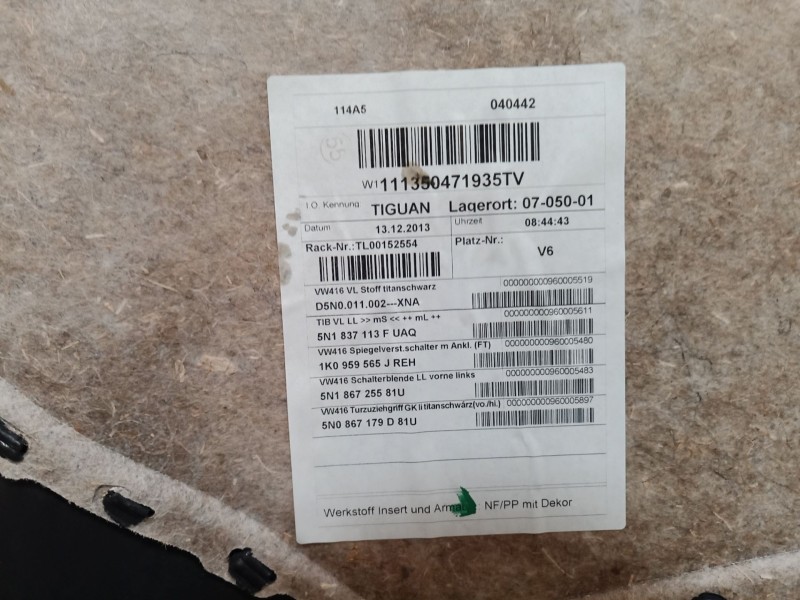 114A5 040442
W1111350471935TV
I.O. Kennung TIGUAN Lagerort: 07-050-01
Datum 13.12.2013 Uhrzeit 08:44:43
Rack-Nr.:TL00152554 Platz-Nr.: V6
VW416 VL Stoff titanschwarz 000000000960005519
D5N0.011.002---XNA
TIB VL LL >> mS << ++ mL ++ 000000000960005611
5N1 837 113 F UAQ
VW416 Spiegelverst.schalter m Ankl. (FT) 000000000960005480
1K0 959 565 J REH
VW416 Schalterblende LL vorne links 000000000960005483
5N1 867 255 81U
VW416 Turzuziehgriff GK li titanschwarz(vo./hi.) 000000000960005897
5N0 867 179 D 81U
Werkstoff Insert und NF/PP mit Dekor